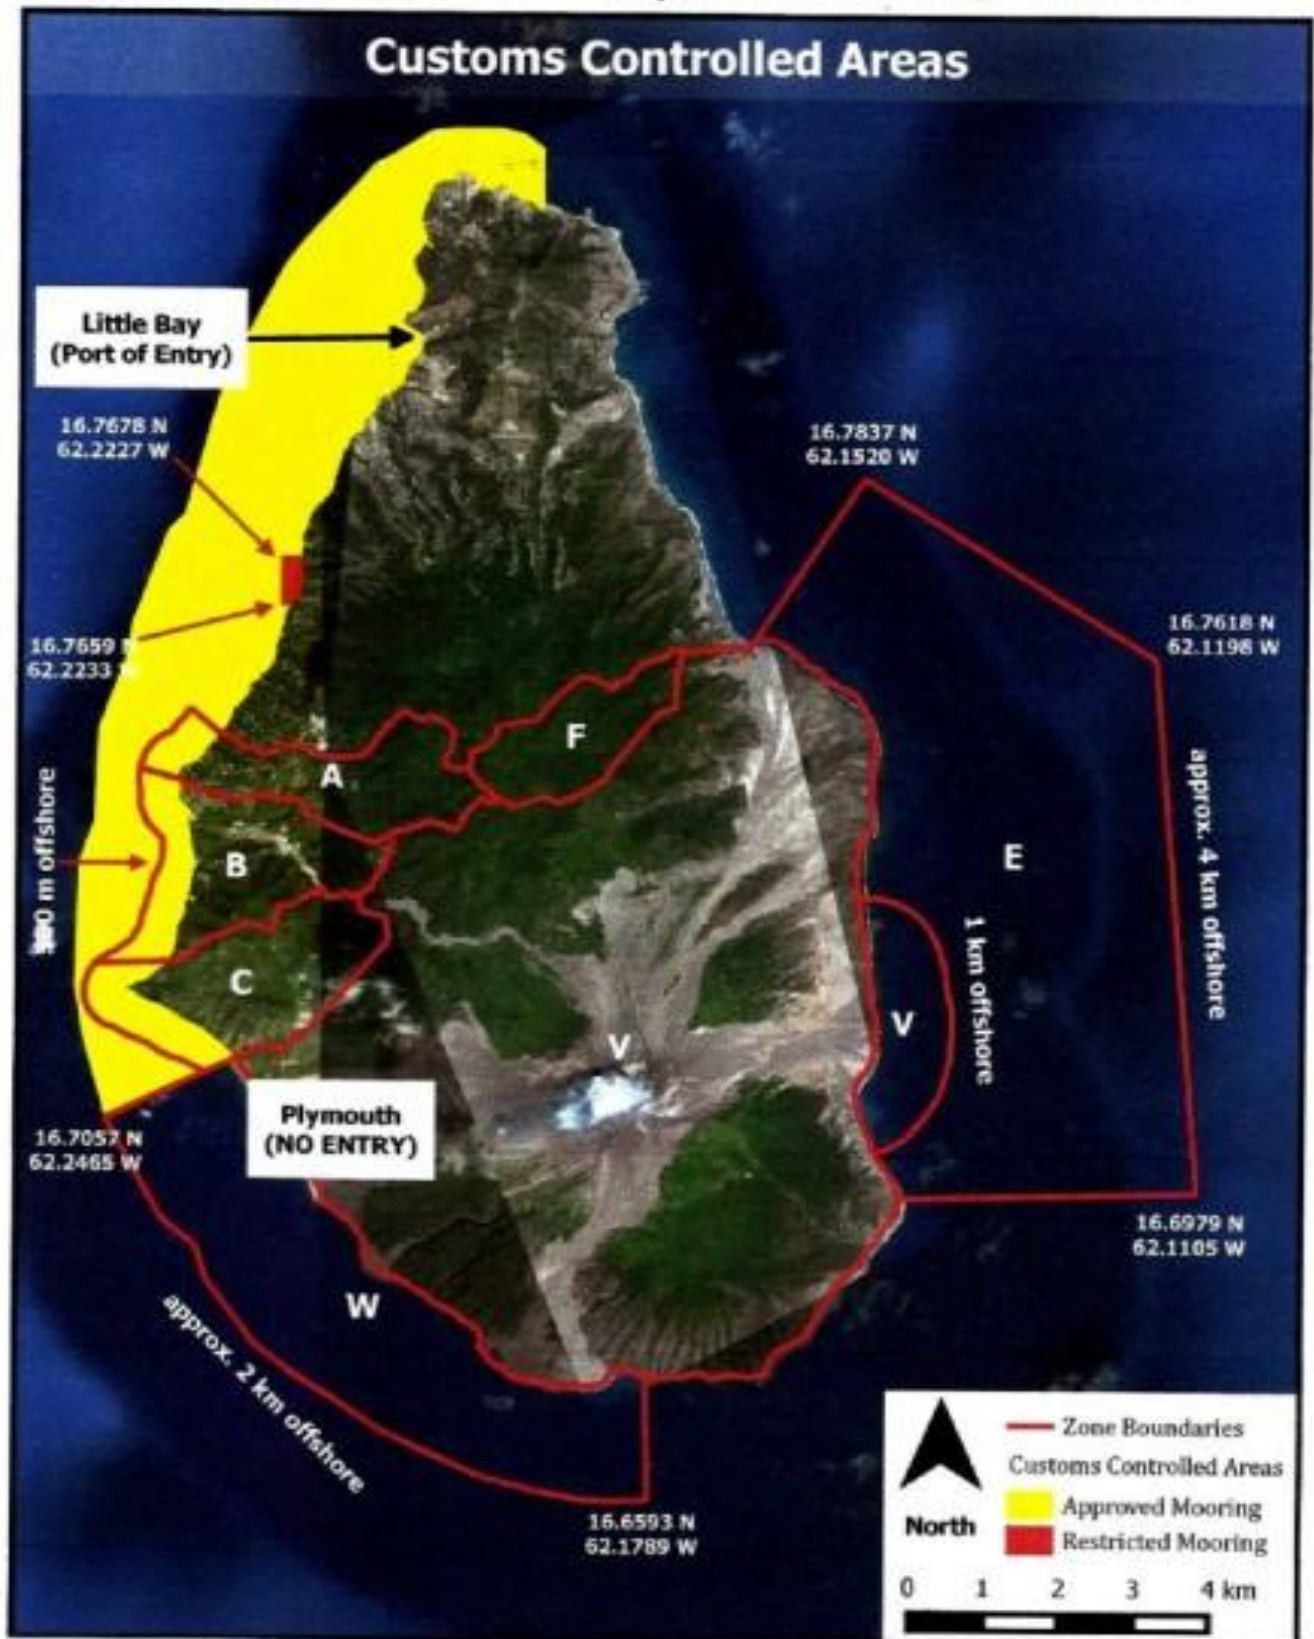 Customs Controlled Areas
Little Bay
(Port of Entry)
16.7678 N
62.2227 W
16.7837 N
62.1520 W
16.7618 N
62.1198 W
16.7659 N
62.2233
F
A
approx. 4 km offshore
m offshore
E
B
C
1 km offshore
V
V
Plymouth
(NO ENTRY)
16.7057 N
62.2465 W
16.6979 N
62.1105 W
W
approx. 2 km offshore
16.6593 N
62.1789 W
North
Zone Boundaries
Customs Controlled Areas
Approved Mooring
Restricted Mooring
0 1 2 3 4 km